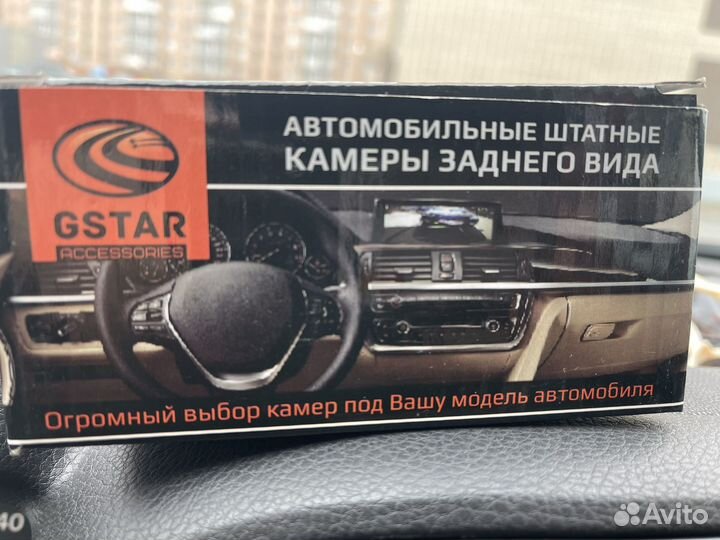 АВТОМОБИЛЬНЫЕ ШТАТНЫЕ
КАМЕРЫ ЗАДНЕГО ВИДА
GSTAR
ACCESSORIES
Огромный выбор камер под Вашу модель автомобиля
40
Avito